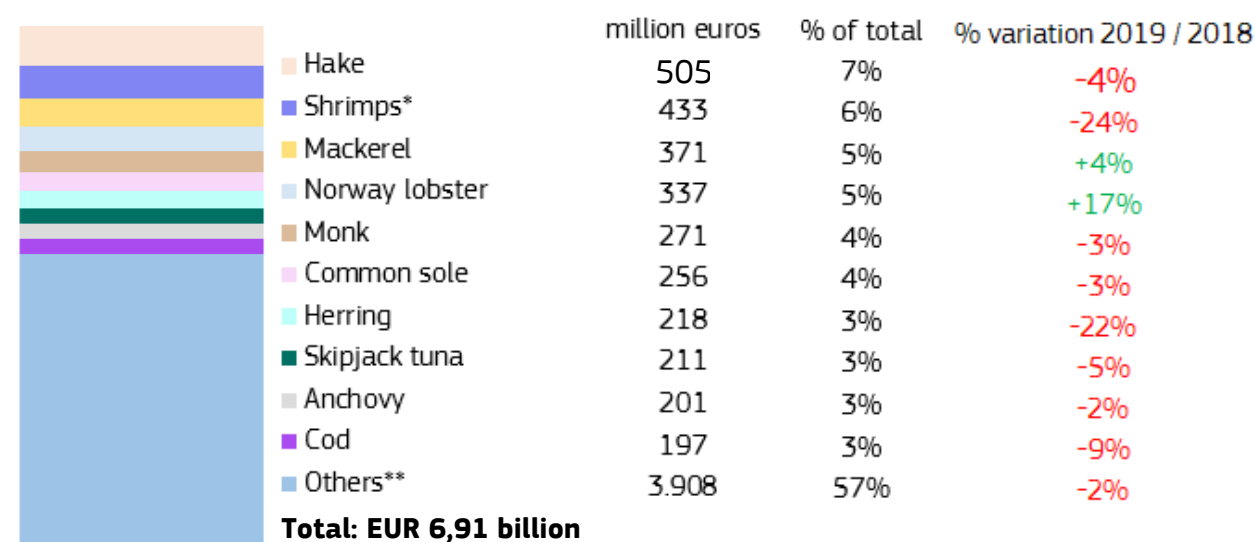 million euros % of total % variation 2019 / 2018
Hake 505 7% -4%
Shrimps* 433 6% -24%
Mackerel 371 5% +4%
Norway lobster 337 5% +17%
Monk 271 4% -3%
Common sole 256 4% -3%
Herring 218 3% -22%
Skipjack tuna 211 3% -5%
Anchovy 201 3% -2%
Cod 197 3% -9%
Others** 3.908 57% -2%
Total: EUR 6,91 billion